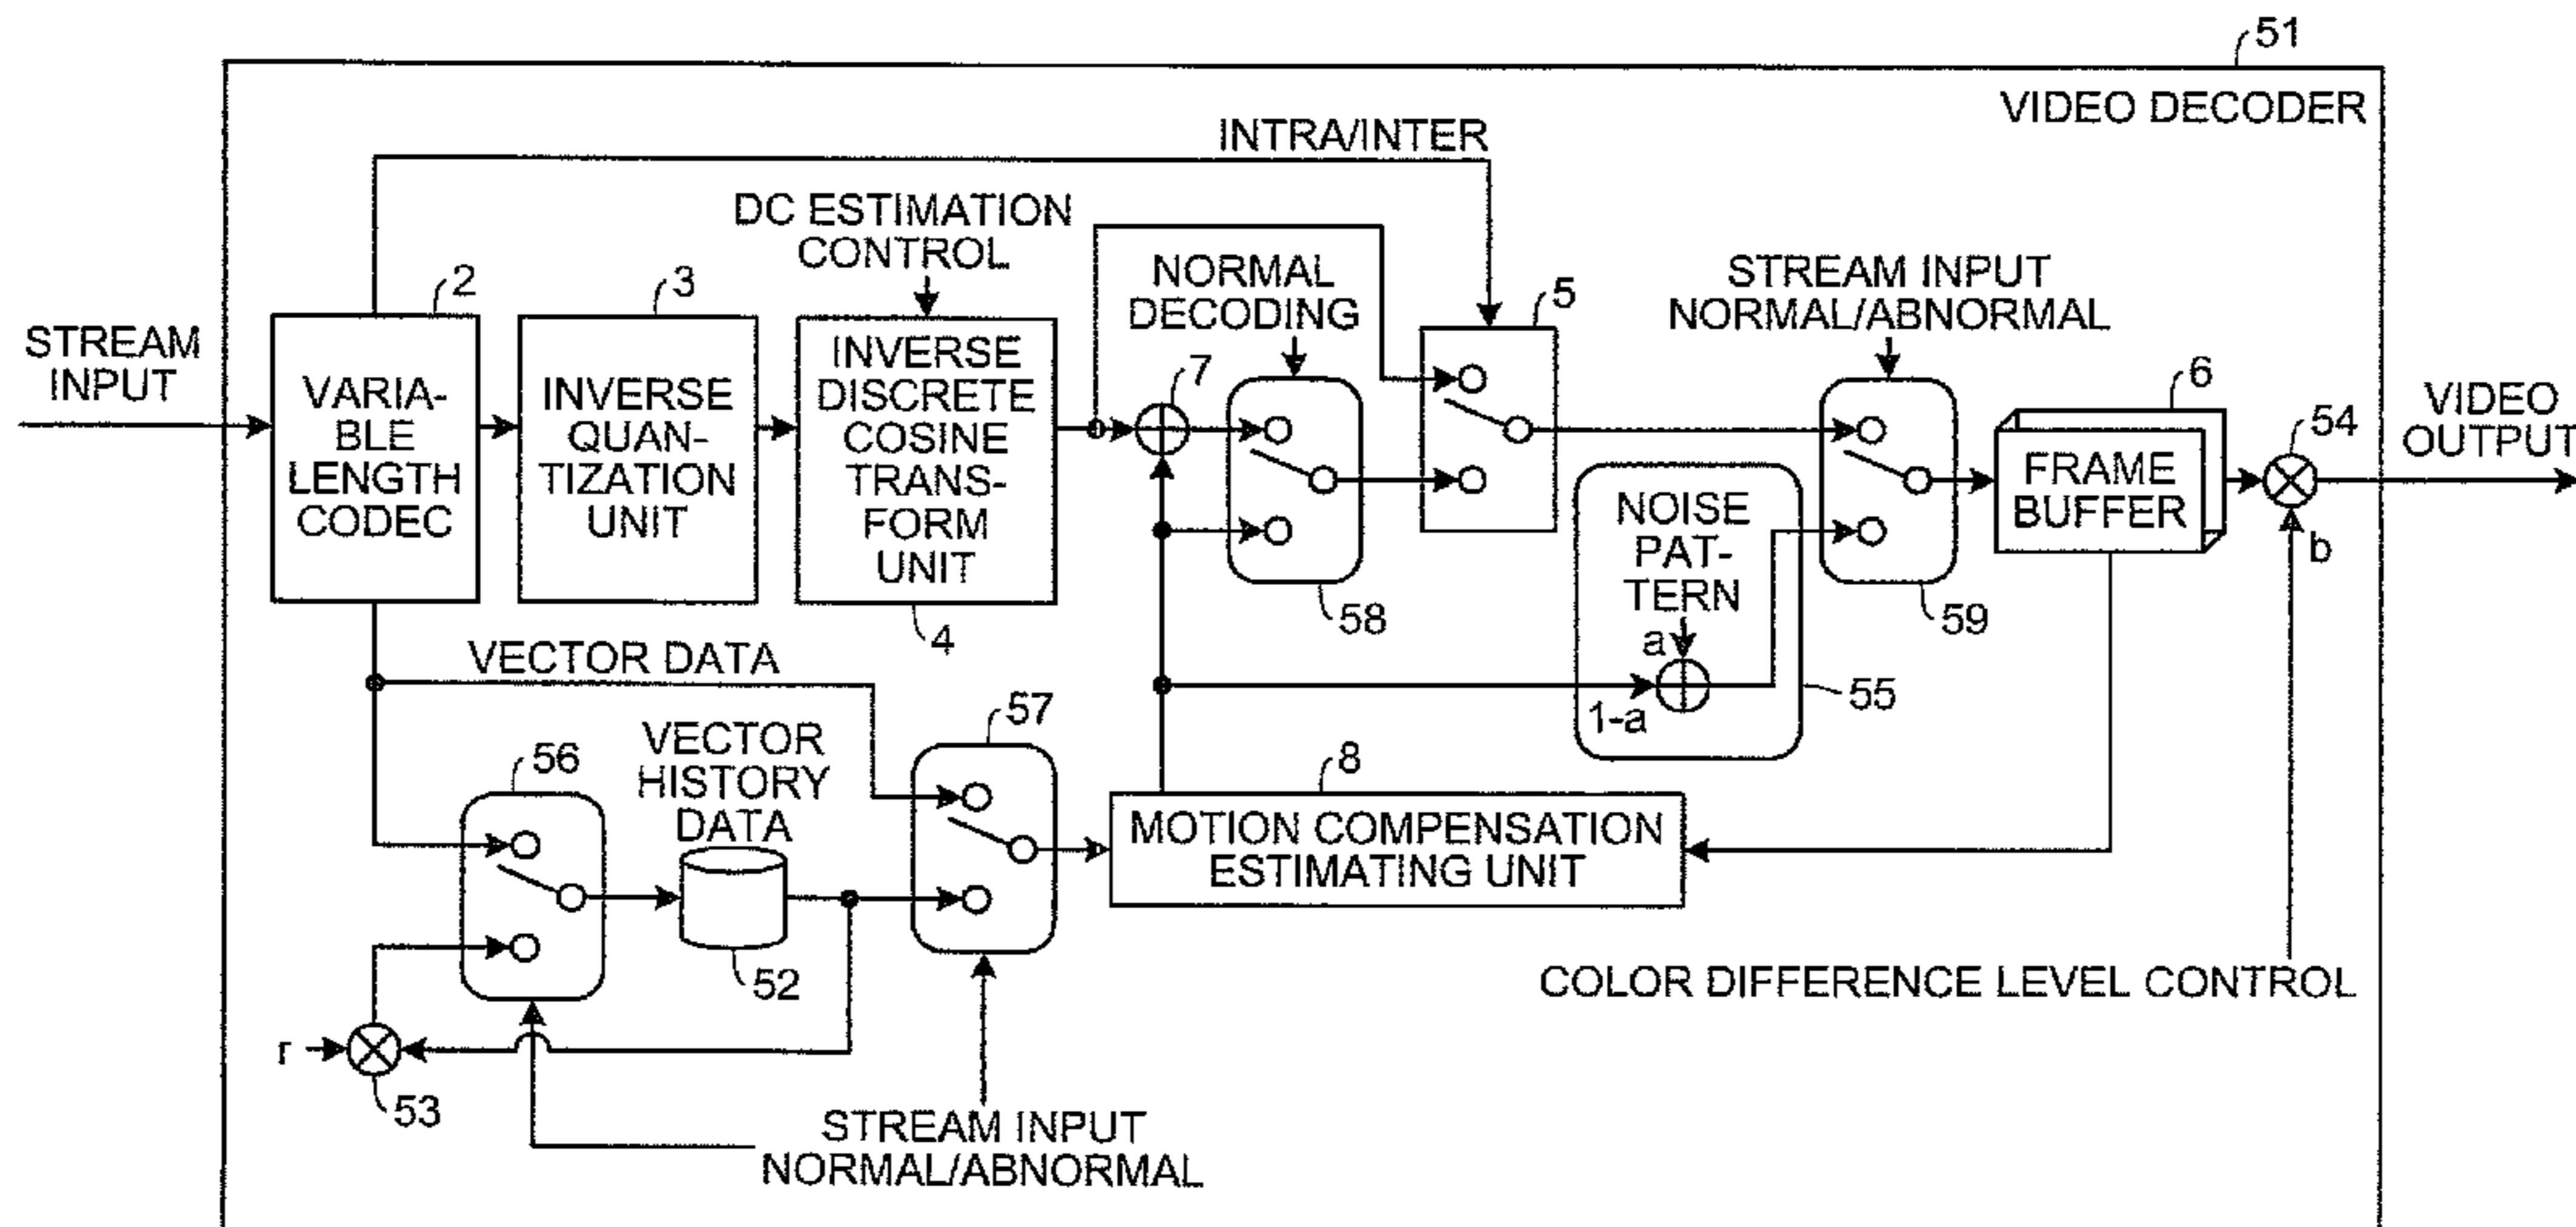 51
VIDEO DECODER
INTRA/INTER
DC ESTIMATION
CONTROL
NORMAL
DECODING
STREAM INPUT
NORMAL/ABNORMAL
STREAM
INPUT
2
VARIA-
BLE
LENGTH
CODEC
3
INVERSE
QUAN-
TIZATION
UNIT
INVERSE
DISCRETE
COSINE
TRANS-
FORM
UNIT
4
7
58
5
NOISE
PAT-
TERN
a
1-a
55
59
6
FRAME
BUFFER
54
b
VIDEO
OUTPUT
VECTOR DATA
56
VECTOR
HISTORY
DATA
52
57
8
MOTION COMPENSATION
ESTIMATING UNIT
COLOR DIFFERENCE LEVEL CONTROL
r
53
STREAM INPUT
NORMAL/ABNORMAL